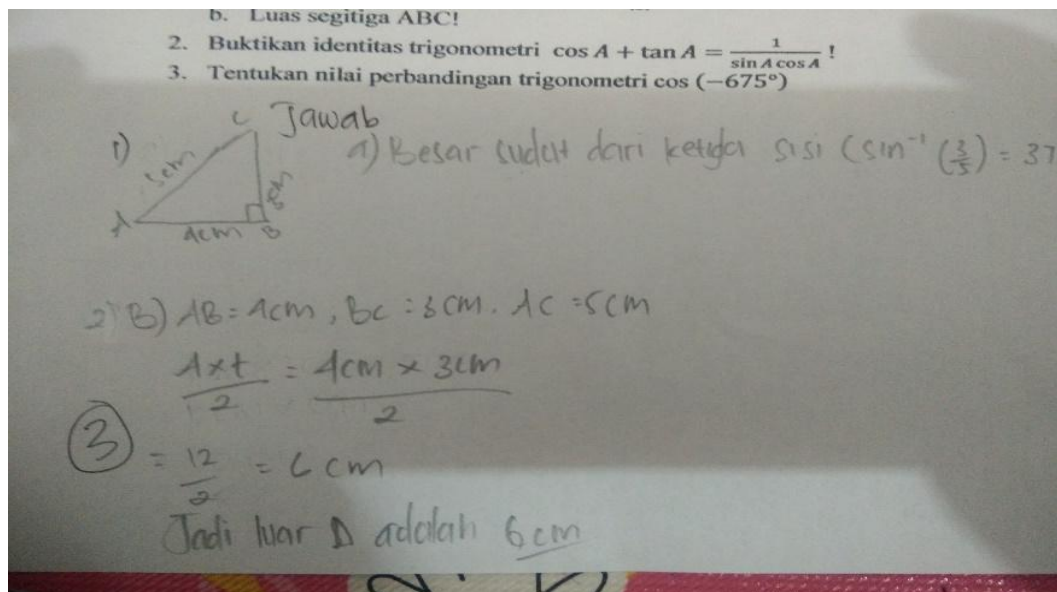 b. Luas segitiga ABC!
2. Buktikan identitas trigonometri cos A + tan A = 1/(sin A cos A) !
3. Tentukan nilai perbandingan trigonometri cos (−675°)
Jawab
1)
C
5cm
3cm
A
4cm
B
a) Besar sudut dari ketiga sisi (sin⁻¹ (3/5) = 37
2) B) AB = 4cm, BC = 3cm. AC = 5cm
A×t/2 = 4cm × 3cm/2
3
= 12/2 = 6 cm
Jadi luar Δ adalah 6cm